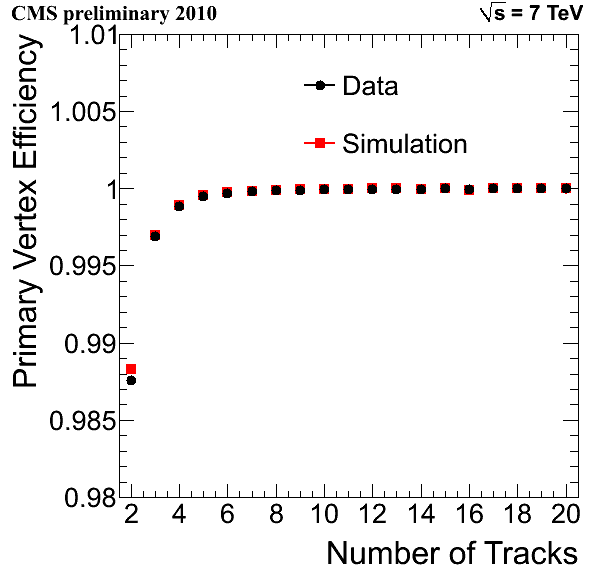 CMS preliminary 2010
√s = 7 TeV
Primary Vertex Efficiency
1.01
1.005
1
0.995
0.99
0.985
0.98
Data
Simulation
2 4 6 8 10 12 14 16 18 20
Number of Tracks